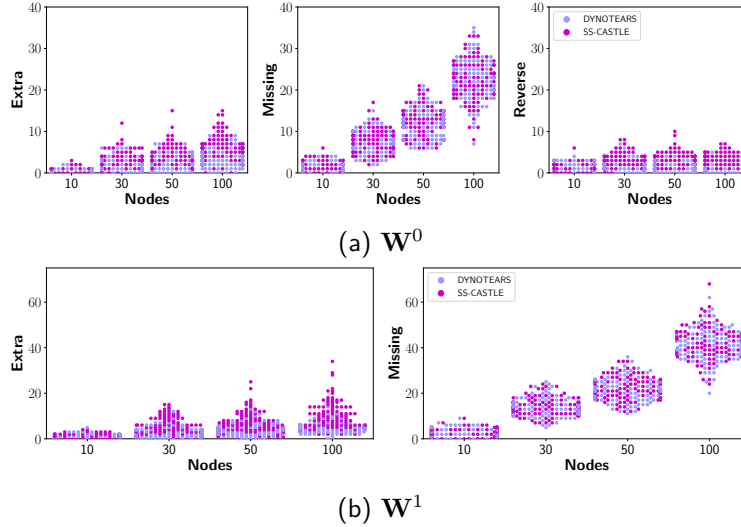 40
30
20
10
0
Extra
10 30 50 100
Nodes
40
30
20
10
0
Missing
10 30 50 100
Nodes
40
30
20
10
0
Reverse
DYNOTEARS
SS-CASTLE
10 30 50 100
Nodes
(a) W⁰
60
40
20
0
Extra
10 30 50 100
Nodes
60
40
20
0
Missing
DYNOTEARS
SS-CASTLE
10 30 50 100
Nodes
(b) W¹